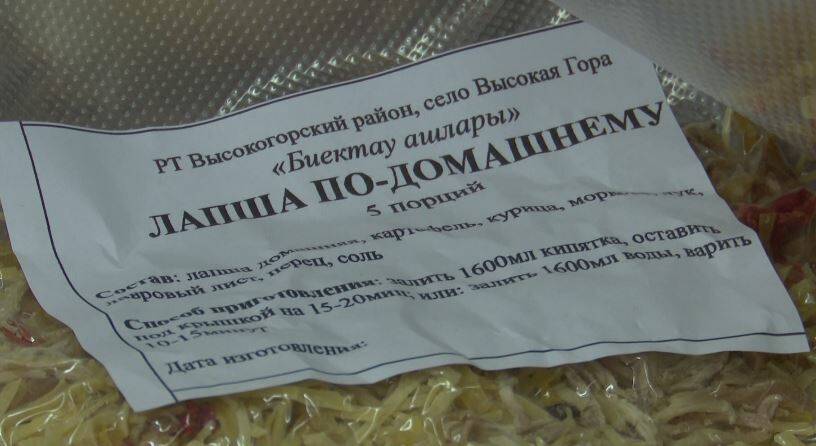 РТ Высокогорский район, село Высокая Гора
«Биектау ашлары»
ЛАПША ПО-ДОМАШНЕМУ
5 порций
Состав: лапша домашняя, картофель, курица, морковь, лук,
лавровый лист, перец, соль
Способ приготовления: залить 1600мл кипятка, оставить
под крышкой на 15-20мин; или: залить 1600мл воды, варить
10-15минут
Дата изготовления: